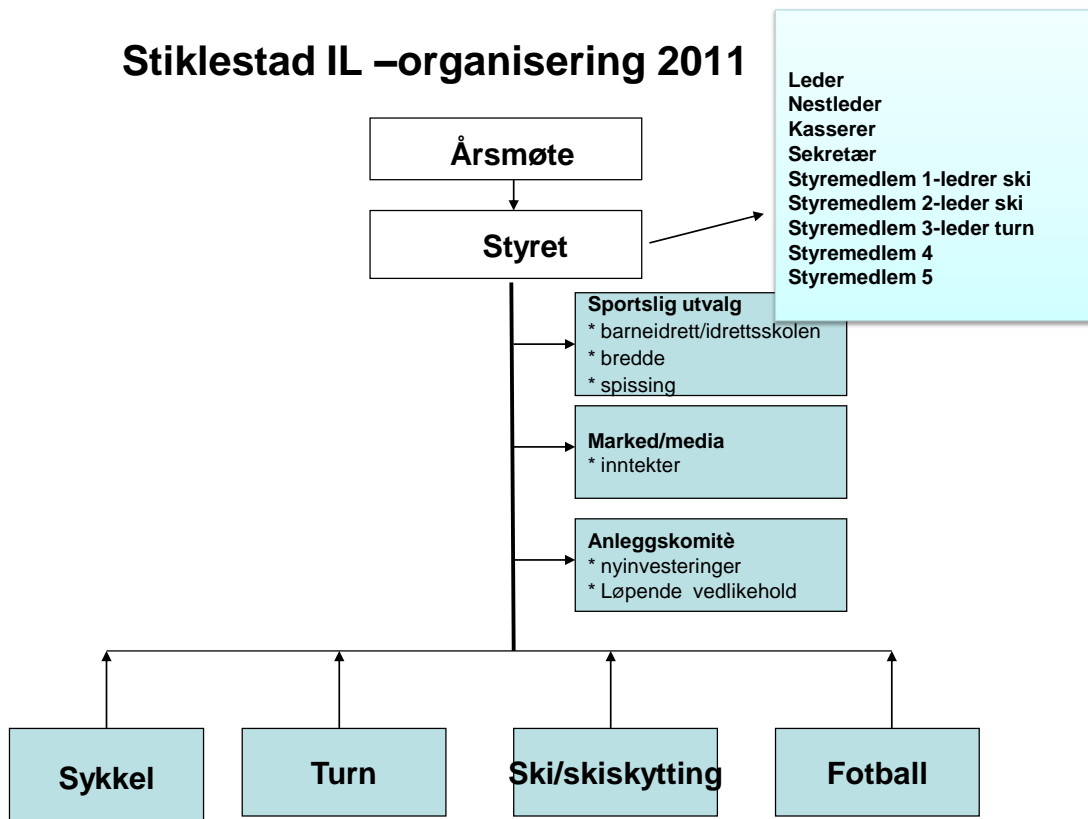 Stiklestad IL –organisering 2011
Leder
Nestleder
Kasserer
Sekretær
Styremedlem 1-ledrer ski
Styremedlem 2-leder ski
Styremedlem 3-leder turn
Styremedlem 4
Styremedlem 5
Årsmøte
Styret
Sportslig utvalg
* barneidrett/idrettsskolen
* bredde
* spissing
Marked/media
* inntekter
Anleggskomitè
* nyinvesteringer
* Løpende vedlikehold
Sykkel
Turn
Ski/skiskytting
Fotball